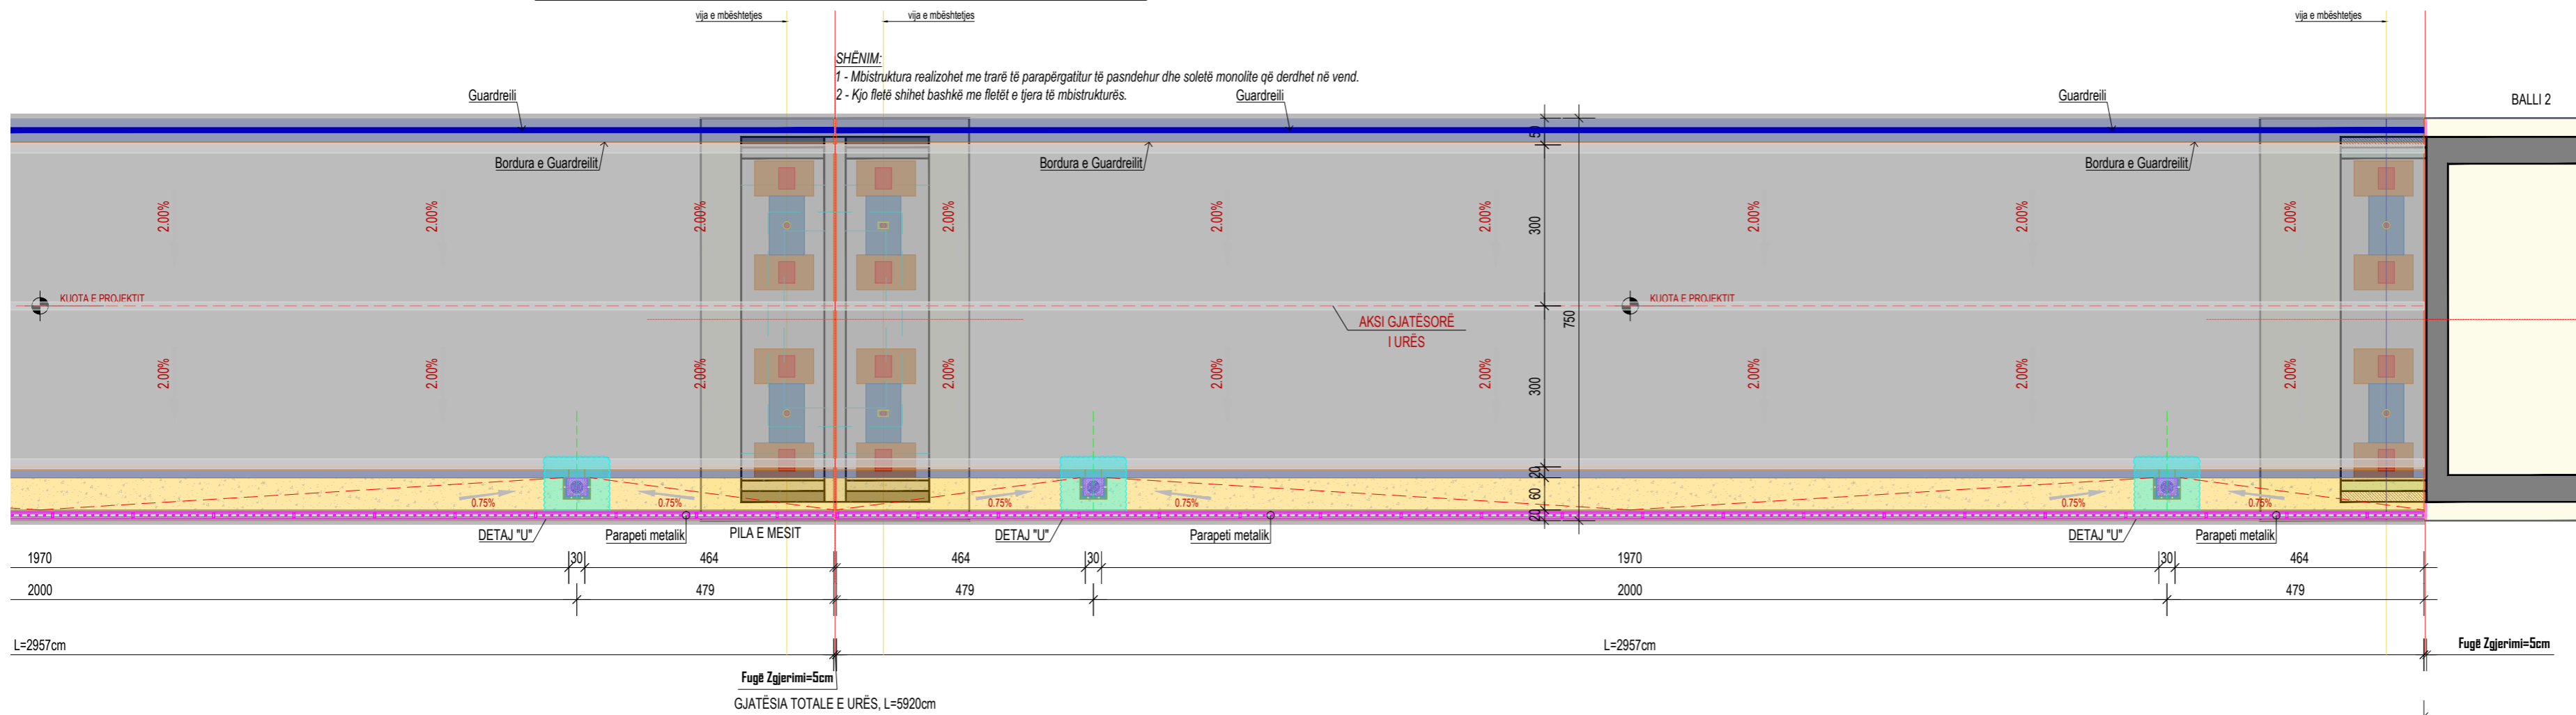 vija e mbështetjes
vija e mbështetjes
vija e mbështetjes
SHËNIM:
1 - Mbistruktura realizohet me trarë të parapërgatitur të pasndehur dhe soletë monolite që derdhet në vend.
2 - Kjo fletë shihet bashkë me fletët e tjera të mbistrukturës.
Guardreili
Guardreili
Guardreili
BALLI 2
50
Bordura e Guardreilit
Bordura e Guardreilit
Bordura e Guardreilit
2.00%
2.00%
2.00%
2.00%
2.00%
2.00%
2.00%
2.00%
2.00%
300
KUOTA E PROJEKTIT
KUOTA E PROJEKTIT
AKSI GJATËSORË
I URËS
750
2.00%
2.00%
2.00%
2.00%
2.00%
2.00%
2.00%
2.00%
2.00%
300
20
60
20
0.75%
0.75%
0.75%
0.75%
0.75%
0.75%
DETAJ "U"
Parapeti metalik
PILA E MESIT
DETAJ "U"
Parapeti metalik
DETAJ "U"
Parapeti metalik
1970
30
464
464
30
1970
30
464
2000
479
479
2000
479
L=2957cm
L=2957cm
Fugë Zgjerimi=5cm
Fugë Zgjerimi=5cm
GJATËSIA TOTALE E URËS, L=5920cm